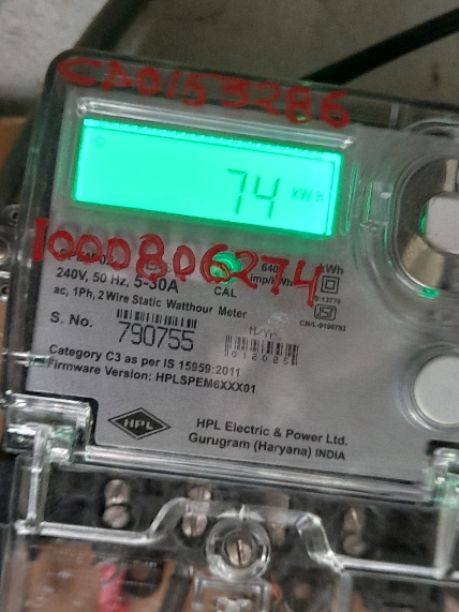 CA0153286
74 kWh
1000806274
240V, 50 Hz, 5-30A
CAL
ac, 1Ph, 2 Wire Static Watthour Meter
S. No.
790755
M/Yr.
Category C3 as per IS 15959:2011
Firmware Version: HPLSPEM6XXX01
HPL
HPL Electric & Power Ltd.
Gurugram (Haryana) INDIA